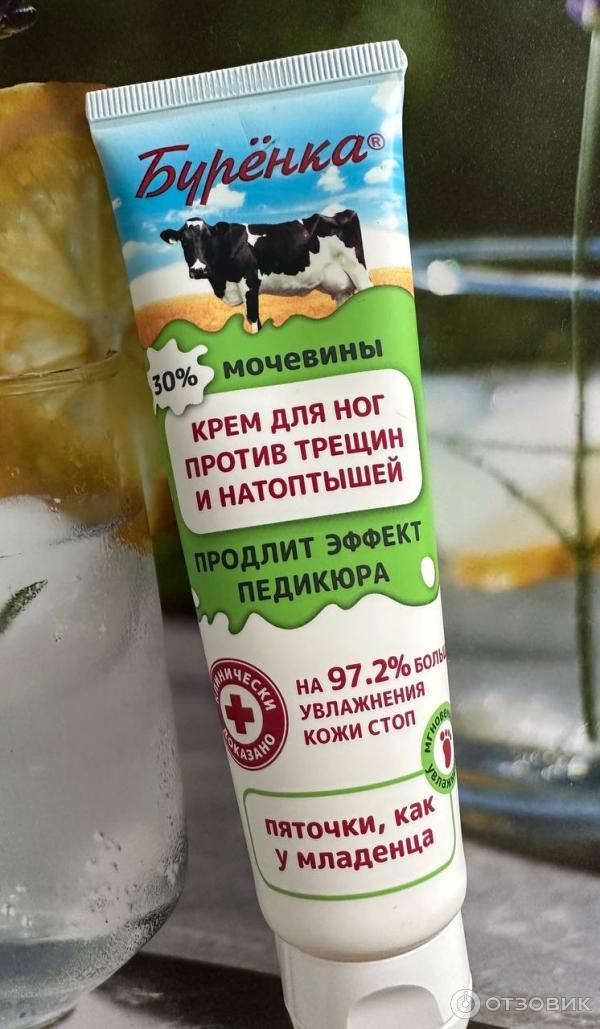 Бурёнка®
30% мочевины
КРЕМ ДЛЯ НОГ
ПРОТИВ ТРЕЩИН
И НАТОПТЫШЕЙ
ПРОДЛИТ ЭФФЕКТ
ПЕДИКЮРА
НА 97.2%
УВЛАЖНЕНИЯ
КОЖИ СТОП
пяточки, как
у младенца
ОТЗОВИК